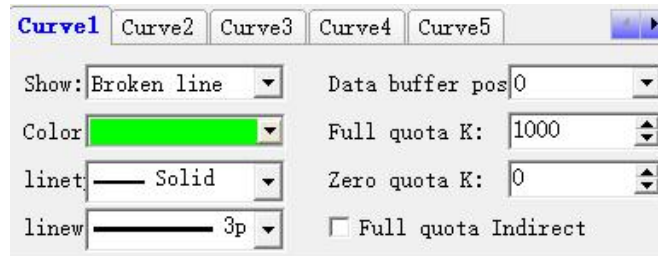 Curve1 Curve2 Curve3 Curve4 Curve5
Show: Broken line Data buffer pos 0
Color Full quota K: 1000
linet Solid Zero quota K: 0
linew 3p Full quota Indirect